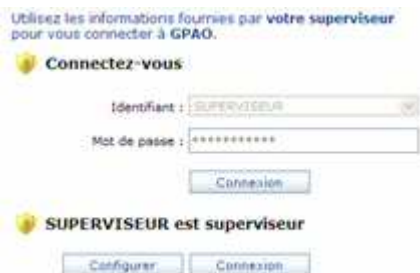 Utilisez les informations fournies par votre superviseur
pour vous connecter à GPAO.
Connectez-vous
Identifiant : SUPERVISEUR
Mot de passe : ***********
Connexion
SUPERVISEUR est superviseur
Configurer Connexion